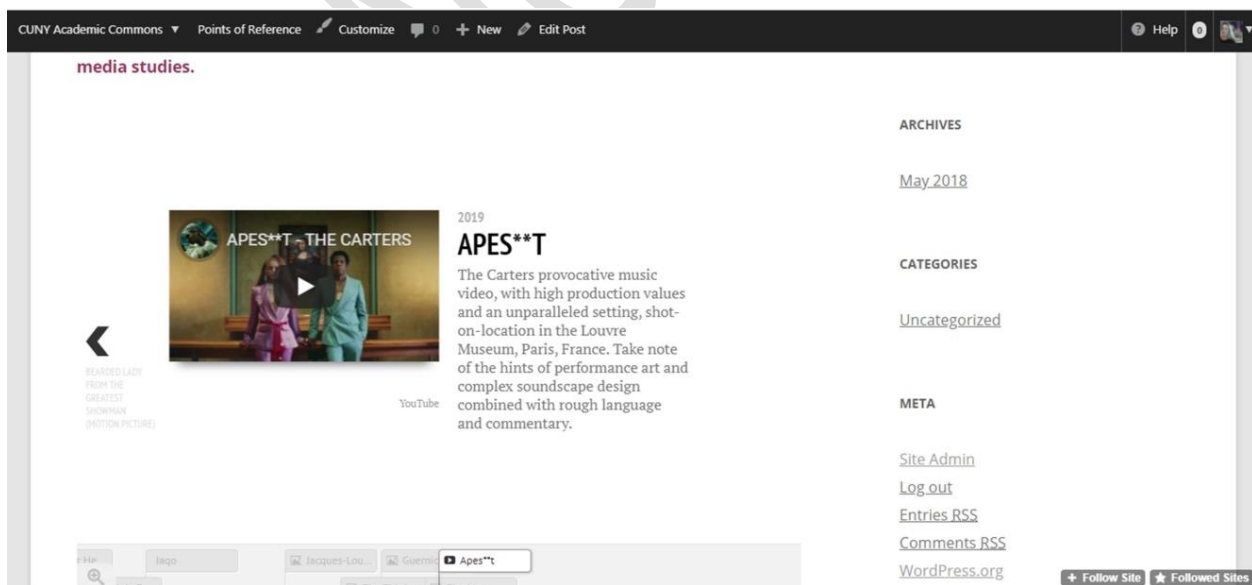 CUNY Academic Commons ▼ Points of Reference Customize 0 + New Edit Post Help 0
media studies.
APES**T - THE CARTERS
BEARDED LADY
FROM THE
GREATEST
SHOWMAN
(MOTION PICTURE)
YouTube
2019
APES**T
The Carters provocative music
video, with high production values
and an unparalleled setting, shot-
on-location in the Louvre
Museum, Paris, France. Take note
of the hints of performance art and
complex soundscape design
combined with rough language
and commentary.
Iaqo
Jacques-Lou...
Guernic
Apes**t
ARCHIVES
May 2018
CATEGORIES
Uncategorized
META
Site Admin
Log out
Entries RSS
Comments RSS
WordPress.org
+ Follow Site ★ Followed Sites